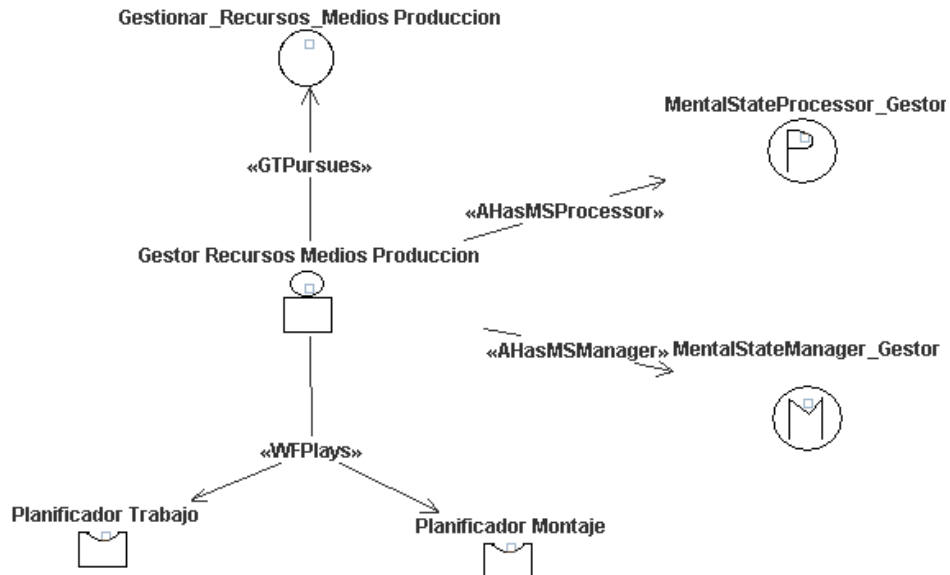 Gestionar_Recursos_Medios Produccion
MentalStateProcessor_Gestor
P
«GTPursues»
«AHasMSProcessor»
Gestor Recursos Medios Produccion
«AHasMSManager»
MentalStateManager_Gestor
M
«WFPlays»
Planificador Trabajo
Planificador Montaje